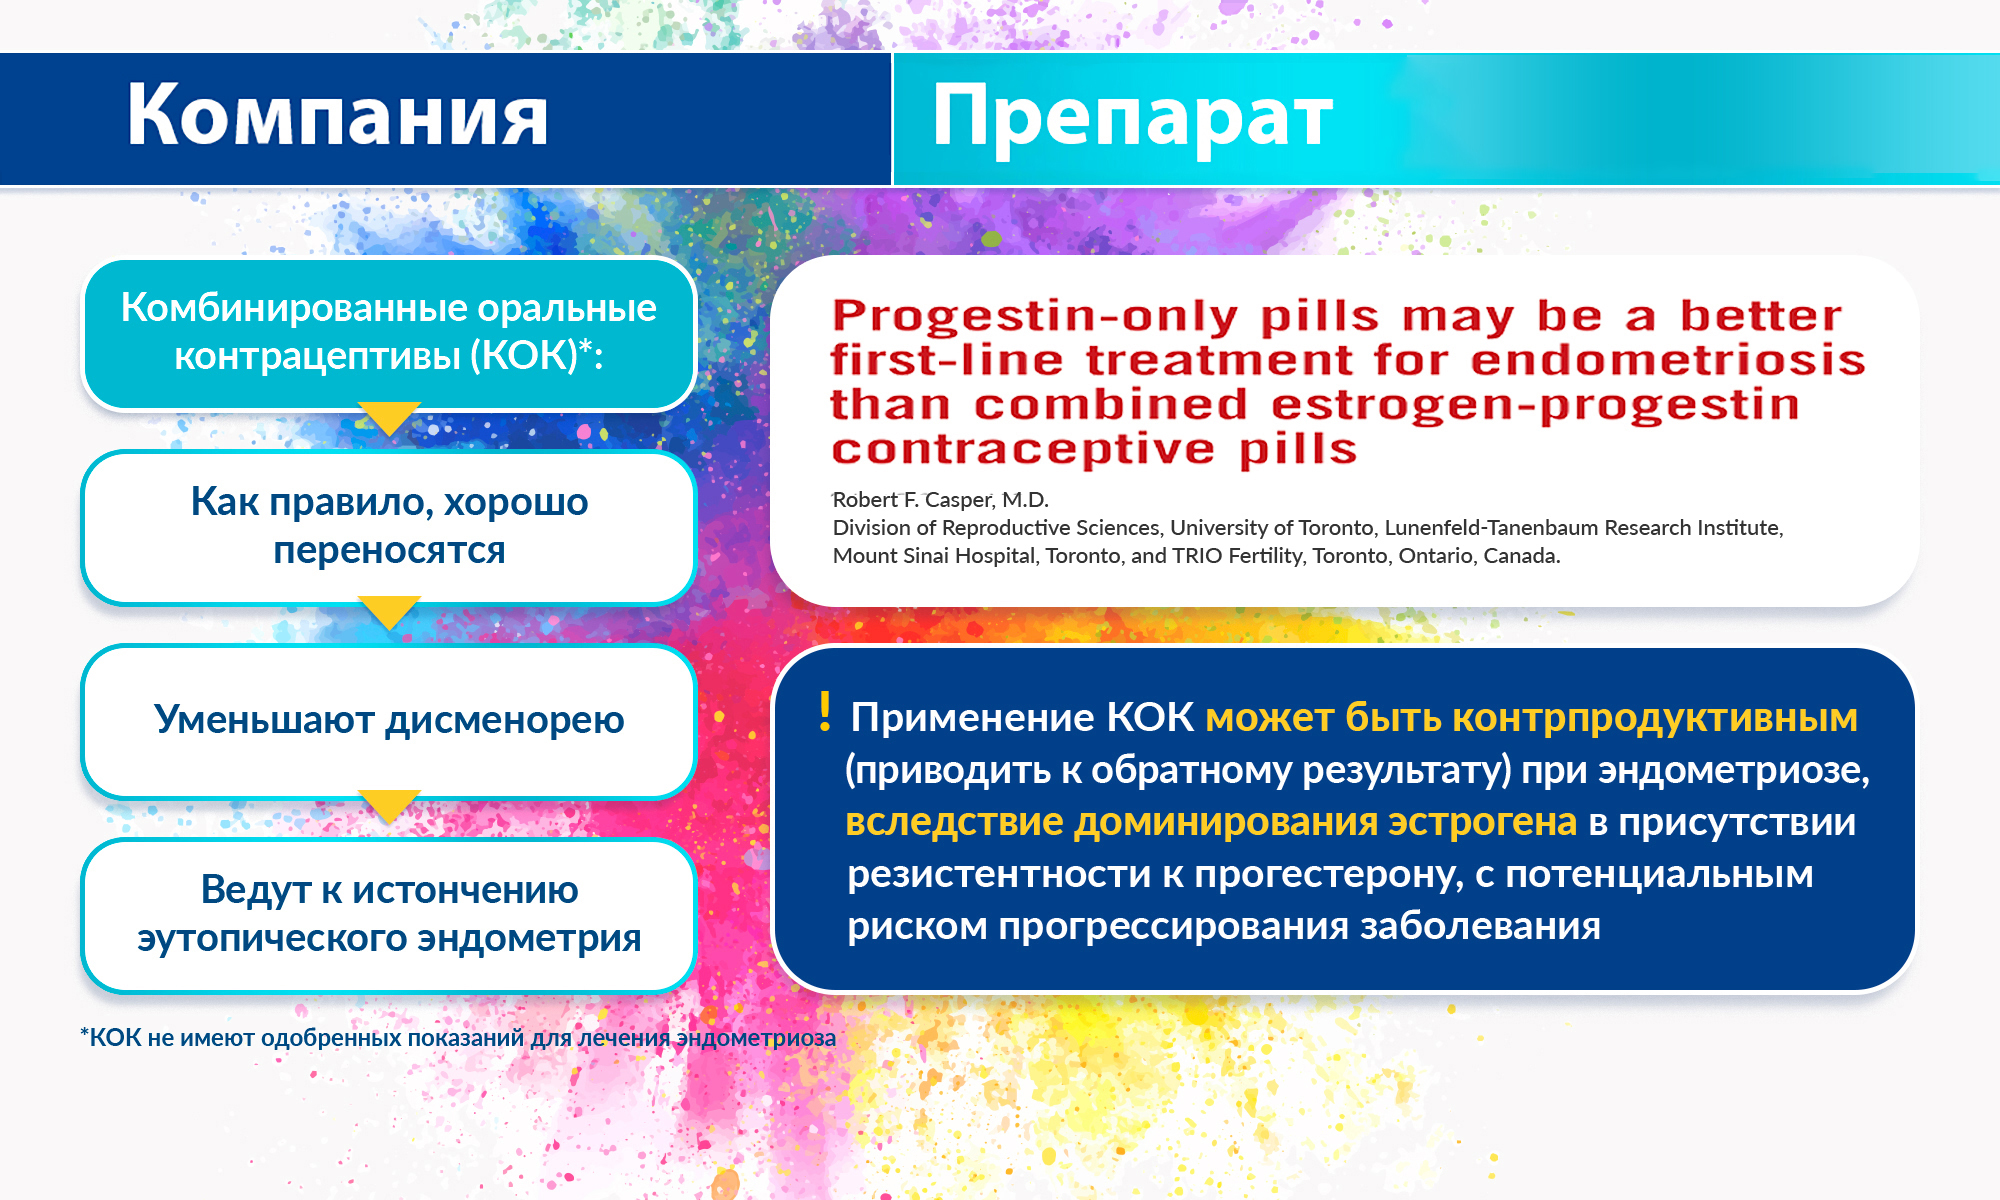 Компания
Препарат
Комбинированные оральные
контрацептивы (КОК)*:
Как правило, хорошо
переносятся
Уменьшают дисменорею
Ведут к истончению
эутопического эндометрия
*КОК не имеют одобренных показаний для лечения эндометриоза
Progestin-only pills may be a better
first-line treatment for endometriosis
than combined estrogen-progestin
contraceptive pills
Robert F. Casper, M.D.
Division of Reproductive Sciences, University of Toronto, Lunenfeld-Tanenbaum Research Institute,
Mount Sinai Hospital, Toronto, and TRIO Fertility, Toronto, Ontario, Canada.
! Применение КОК может быть контрпродуктивным
(приводить к обратному результату) при эндометриозе,
вследствие доминирования эстрогена в присутствии
резистентности к прогестерону, с потенциальным
риском прогрессирования заболевания